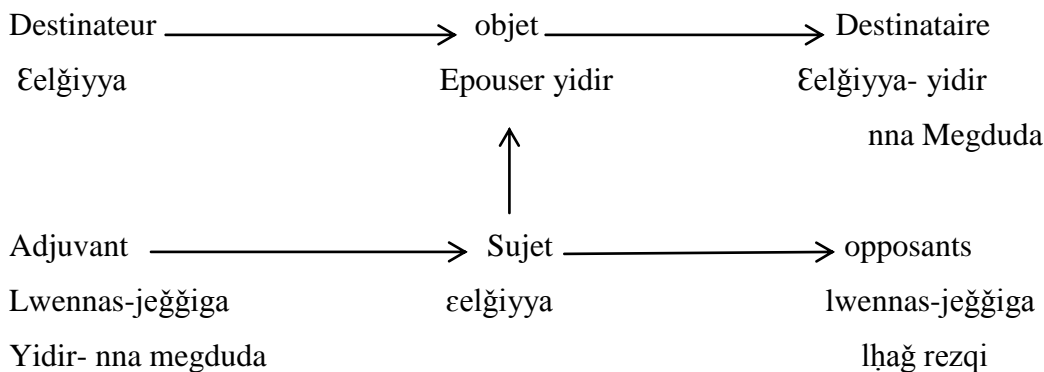 Destinateur objet Destinataire
Ɛelğiyya Epouser yidir Ɛelğiyya- yidir
nna Megduda
Adjuvant Sujet opposants
Lwennas-jeğğiga ɛelğiyya lwennas-jeğğiga
Yidir- nna megduda lḥağ rezqi